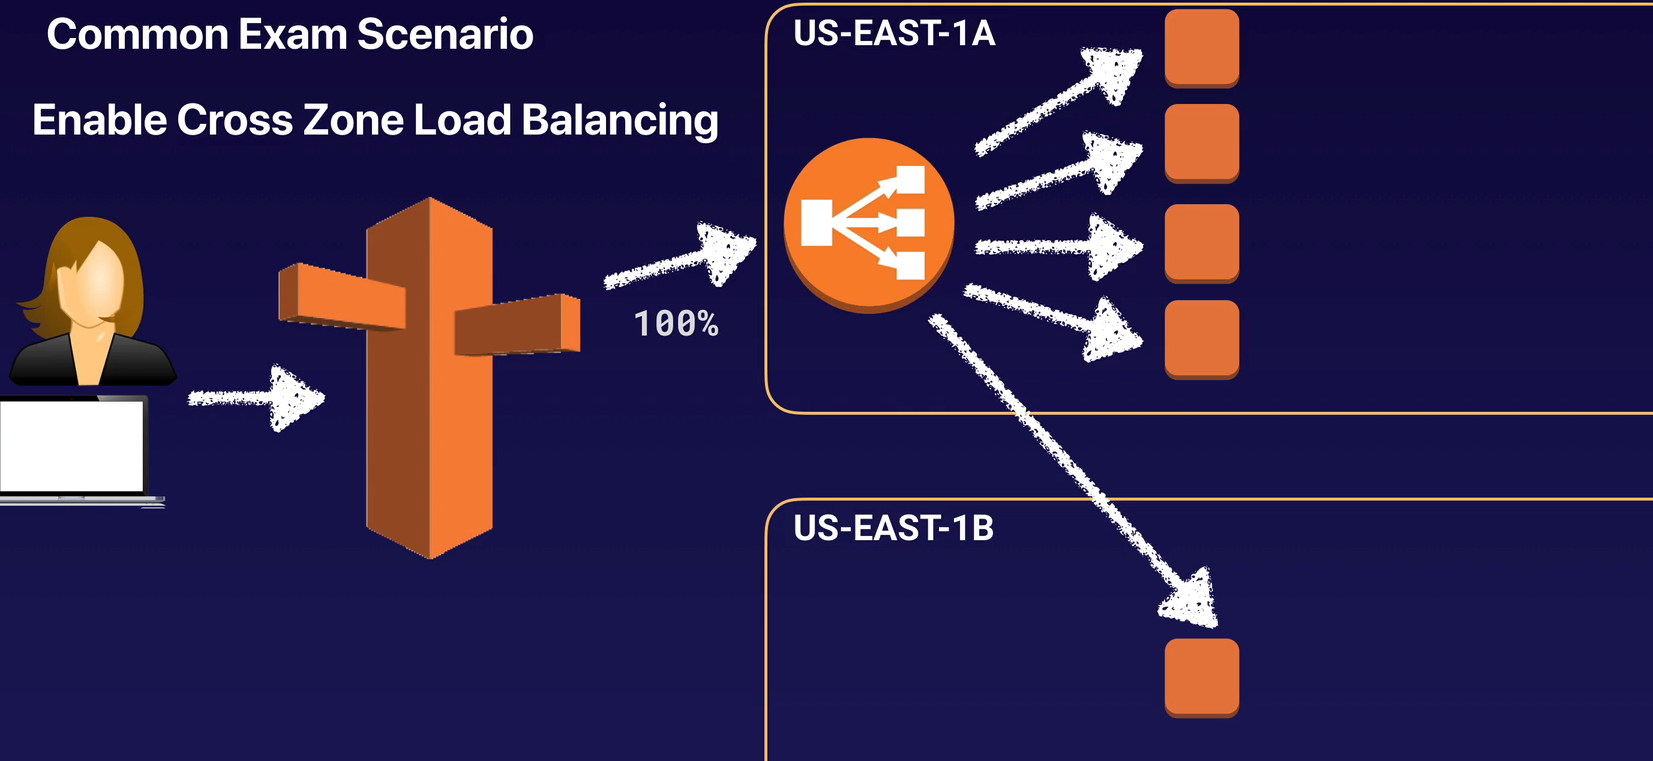 Common Exam Scenario
Enable Cross Zone Load Balancing
US-EAST-1A
100%
US-EAST-1B